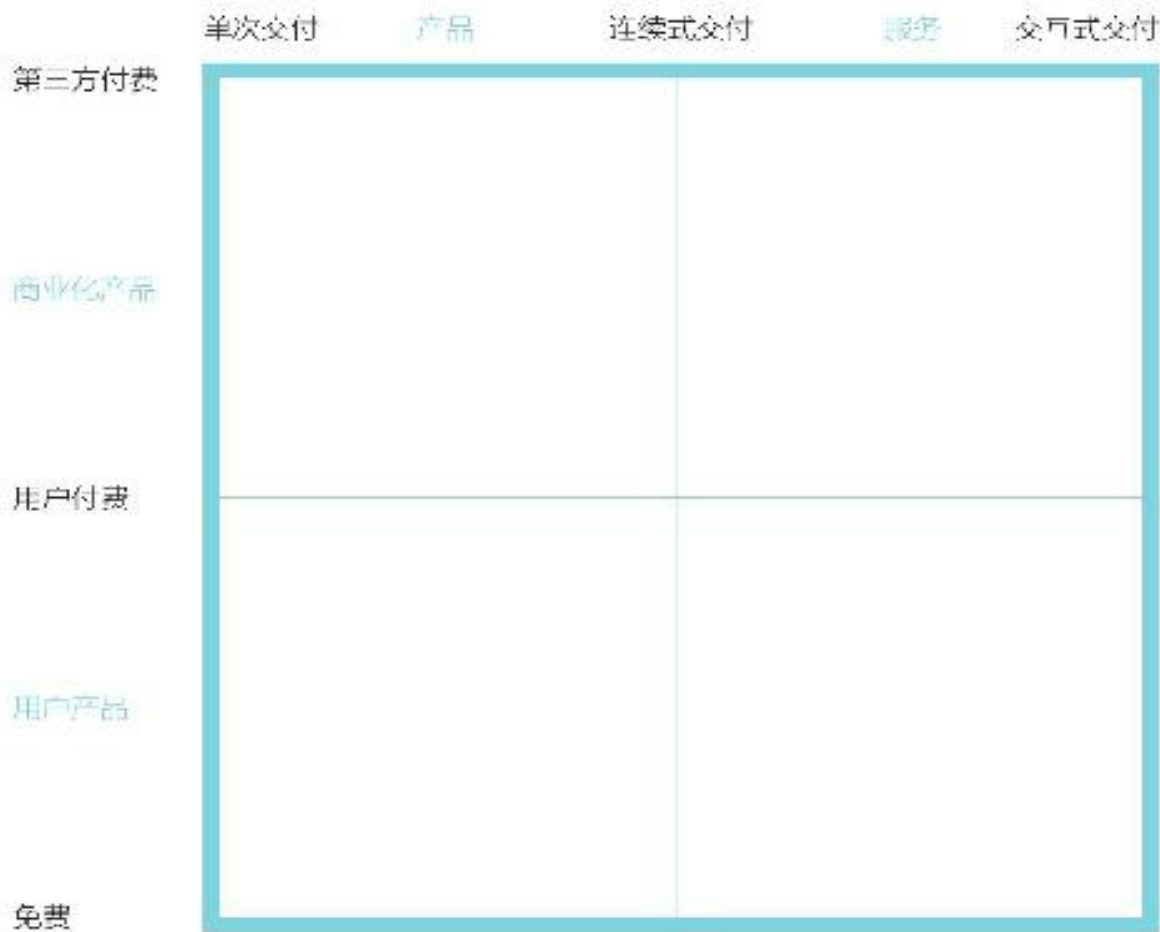 单次交付 产品 连续式交付 服务 交互式交付
第三方付费
商业化产品
用户付费
用户产品
免费